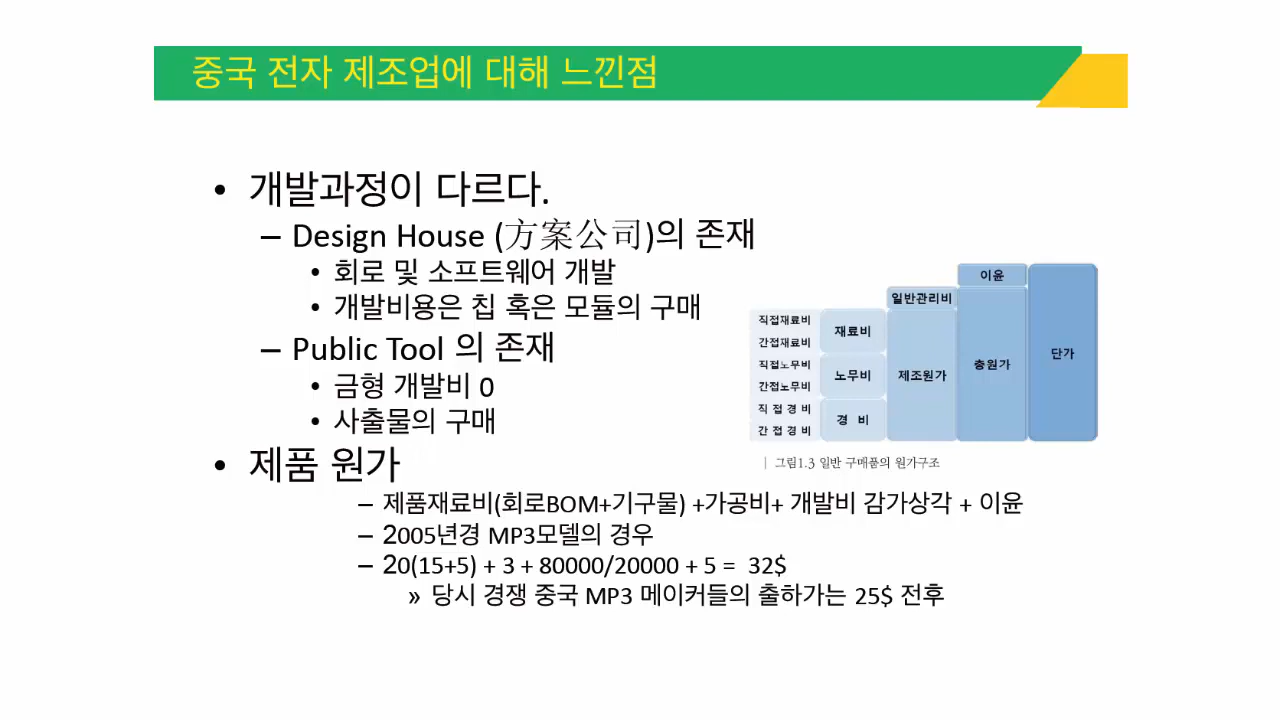 중국 전자 제조업에 대해 느낀점
• 개발과정이 다르다.
– Design House (方案公司)의 존재
• 회로 및 소프트웨어 개발
• 개발비용은 칩 혹은 모듈의 구매
– Public Tool 의 존재
• 금형 개발비 0
• 사출물의 구매
• 제품 원가
– 제품재료비(회로BOM+기구물) +가공비+ 개발비 감가상각 + 이윤
– 2005년경 MP3모델의 경우
– 20(15+5) + 3 + 80000/20000 + 5 = 32$
» 당시 경쟁 중국 MP3 메이커들의 출하가는 25$ 전후
직접재료비
간접재료비
직접노무비
간접노무비
직 접 경 비
간 접 경 비
재료비
노무비
경 비
일반관리비
제조원가
이윤
총원가
단가
| 그림1.3 일반 구매품의 원가구조